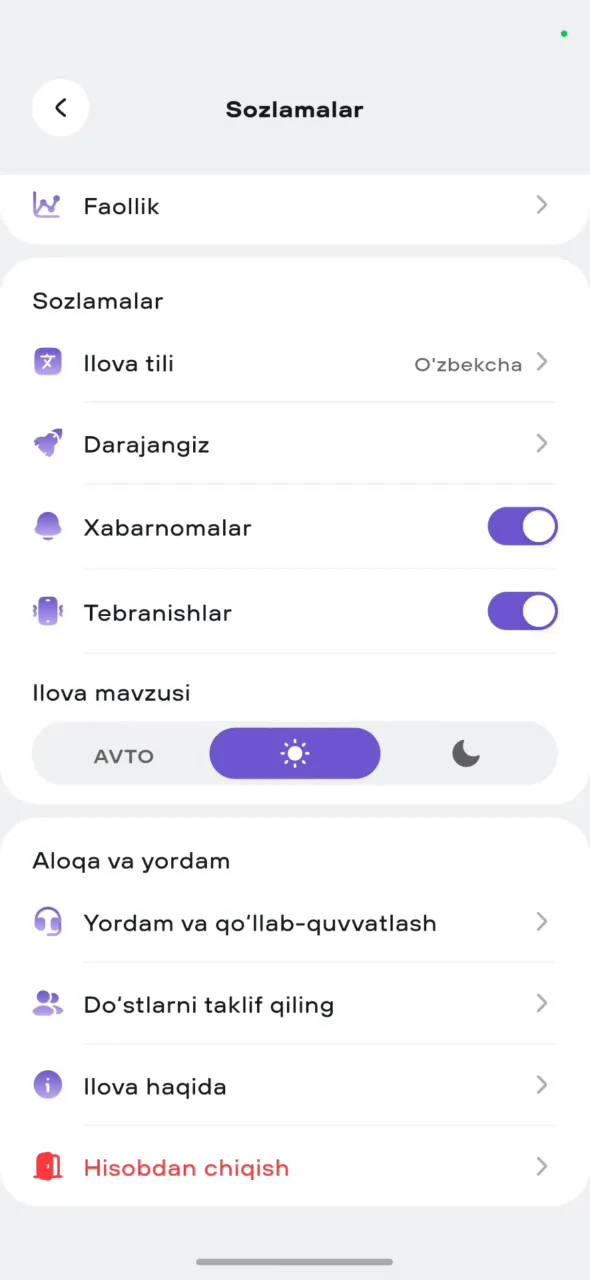 Sozlamalar
Faollik
Sozlamalar
Ilova tili
O'zbekcha
Darajangiz
Xabarnomalar
Tebranishlar
Ilova mavzusi
AVTO
Aloqa va yordam
Yordam va qo‘llab-quvvatlash
Do‘stlarni taklif qiling
Ilova haqida
Hisobdan chiqish